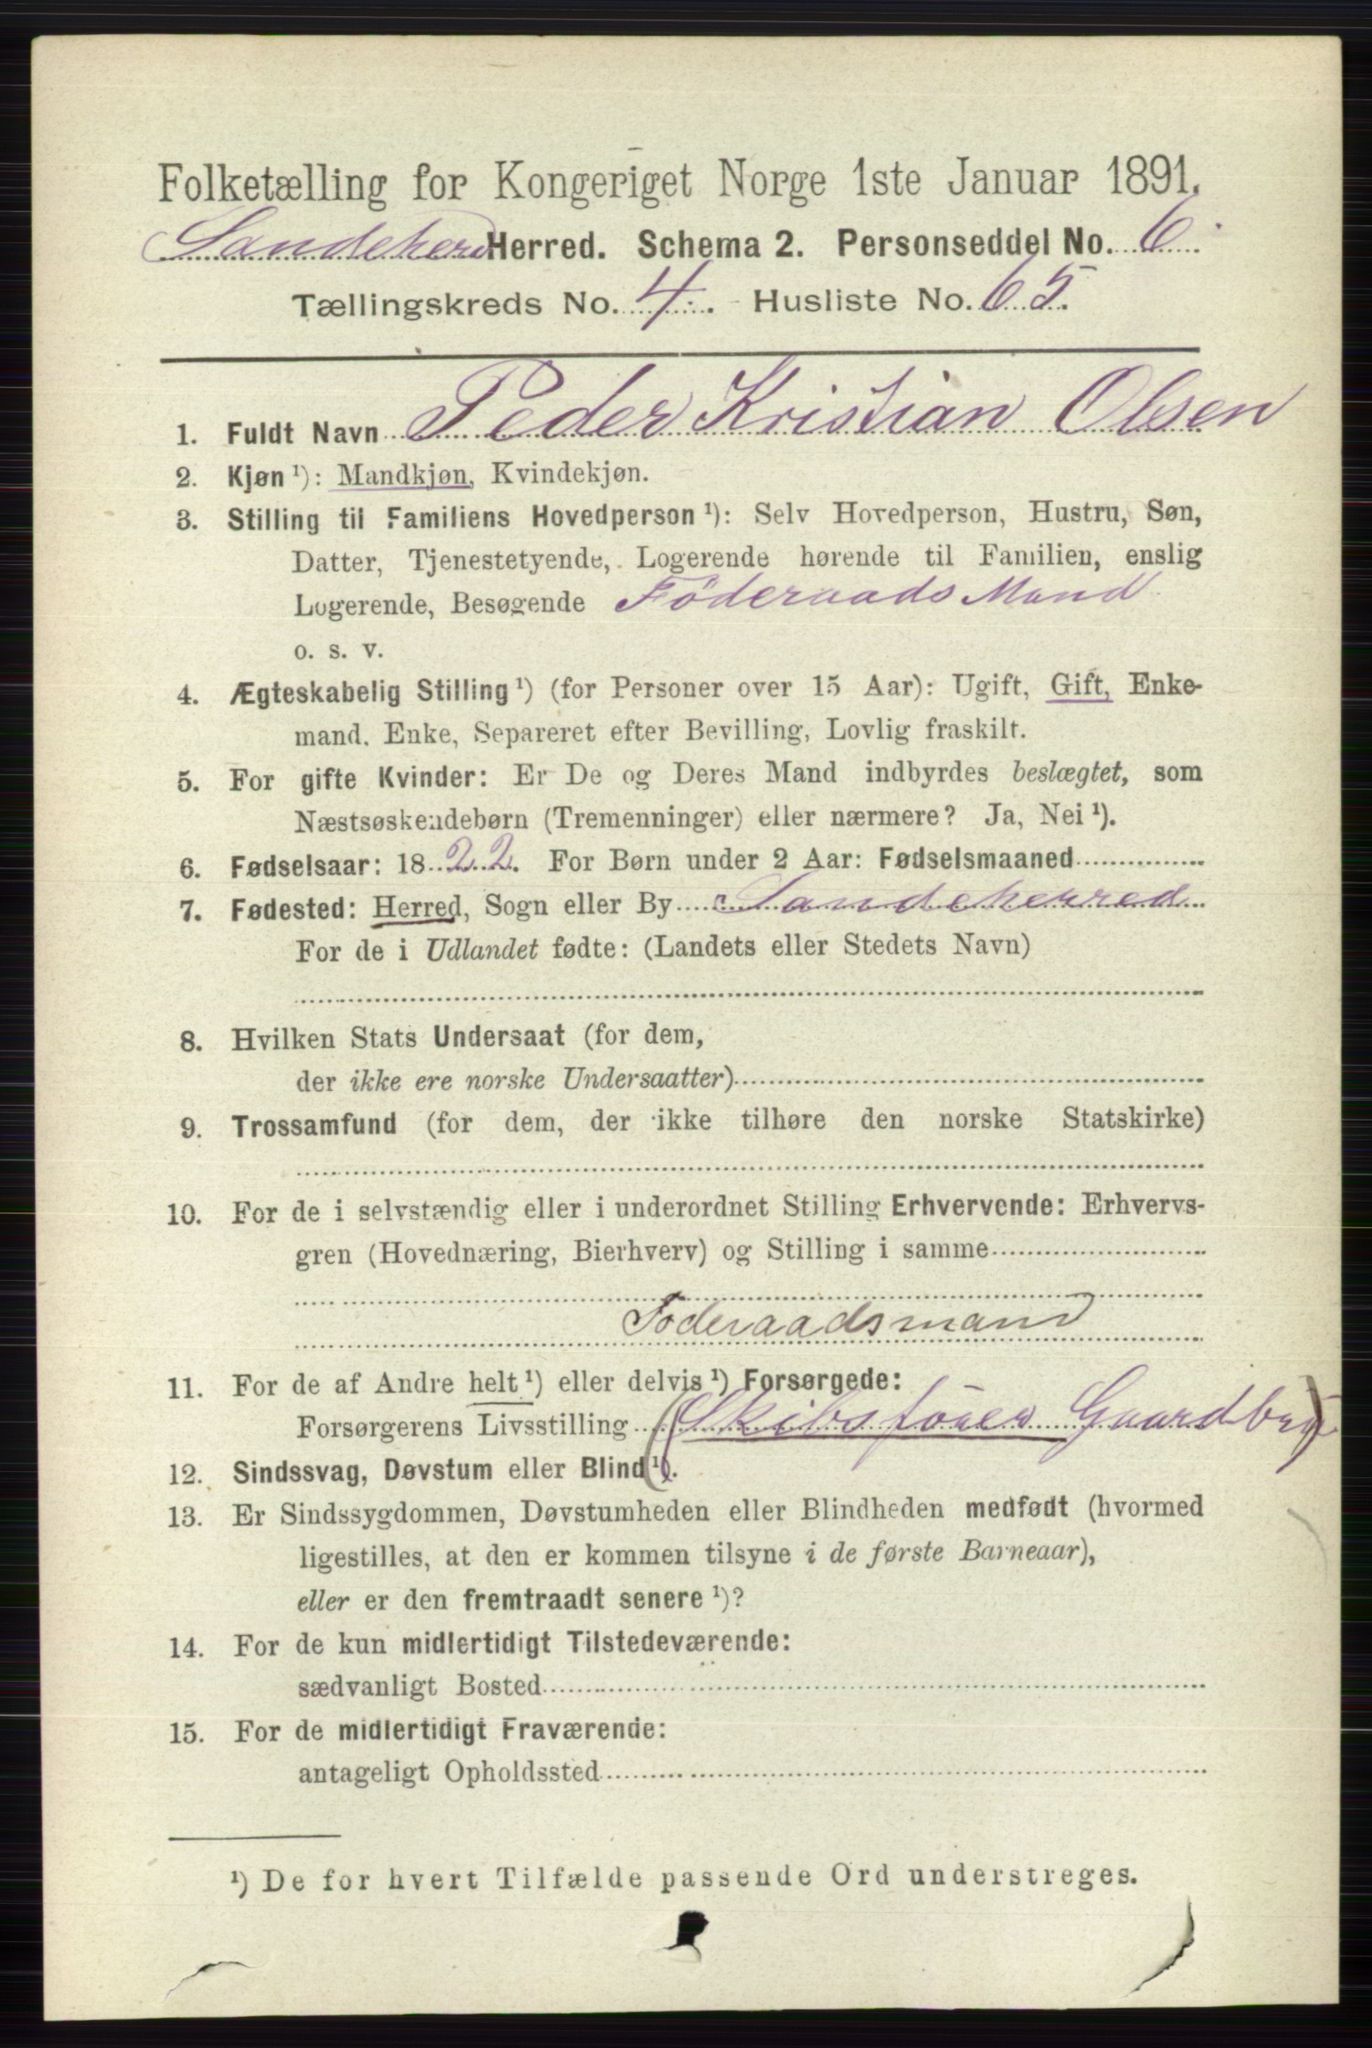 Folketælling for Kongeriget Norge 1ste Januar 1891.
Sandeherred Herred. Schema 2. Personseddel No. 6.
Tællingskreds No. 4. Husliste No. 65.
1. Fuldt Navn Peder Kristian Olsen
2. Kjøn ¹): Mandkjøn, Kvindekjøn.
3. Stilling til Familiens Hovedperson ¹): Selv Hovedperson, Hustru, Søn,
Datter, Tjenestetyende, Logerende hørende til Familien, enslig
Logerende, Besøgende Föderaads Mand
o. s. v.
4. Ægteskabelig Stilling ¹) (for Personer over 15 Aar): Ugift, Gift, Enke-
mand, Enke, Separeret efter Bevilling, Lovlig fraskilt.
5. For gifte Kvinder: Er De og Deres Mand indbyrdes beslægtet, som
Næstsøskendebørn (Tremenninger) eller nærmere? Ja, Nei ¹).
6. Fødselsaar: 1822. For Børn under 2 Aar: Fødselsmaaned
7. Fødested: Herred, Sogn eller By Sandeherred
For de i Udlandet fødte: (Landets eller Stedets Navn)
8. Hvilken Stats Undersaat (for dem,
der ikke ere norske Undersaatter)
9. Trossamfund (for dem, der ikke tilhøre den norske Statskirke)
10. For de i selvstændig eller i underordnet Stilling Erhvervende: Erhvervs-
gren (Hovednæring, Bierhverv) og Stilling i samme
Föderaadsmand
11. For de af Andre helt ¹) eller delvis ¹) Forsørgede:
Forsørgerens Livsstilling (Skibsförer Gaardbr)
12. Sindssvag, Døvstum eller Blind ¹).
13. Er Sindssygdommen, Døvstumheden eller Blindheden medfødt (hvormed
ligestilles, at den er kommen tilsyne i de første Barneaar),
eller er den fremtraadt senere ¹)?
14. For de kun midlertidigt Tilstedeværende:
sædvanligt Bosted
15. For de midlertidigt Fraværende:
antageligt Opholdssted
¹) De for hvert Tilfælde passende Ord understreges.